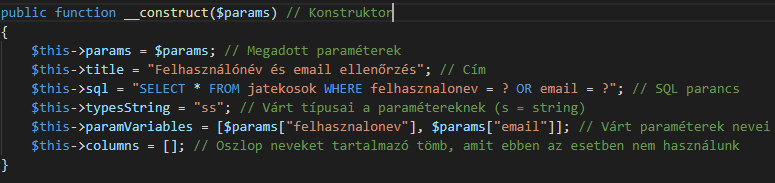 public function __construct($params) // Konstruktor
{
    $this->params = $params; // Megadott paraméterek
    $this->title = "Felhasználónév és email ellenőrzés"; // Cím
    $this->sql = "SELECT * FROM jatekosok WHERE felhasznalonev = ? OR email = ?"; // SQL parancs
    $this->typesString = "ss"; // Várt típusai a paramétereknek (s = string)
    $this->paramVariables = [$params["felhasznalonev"], $params["email"]]; // Várt paraméterek nevei
    $this->columns = []; // Oszlop neveket tartalmazó tömb, amit ebben az esetben nem használunk
}